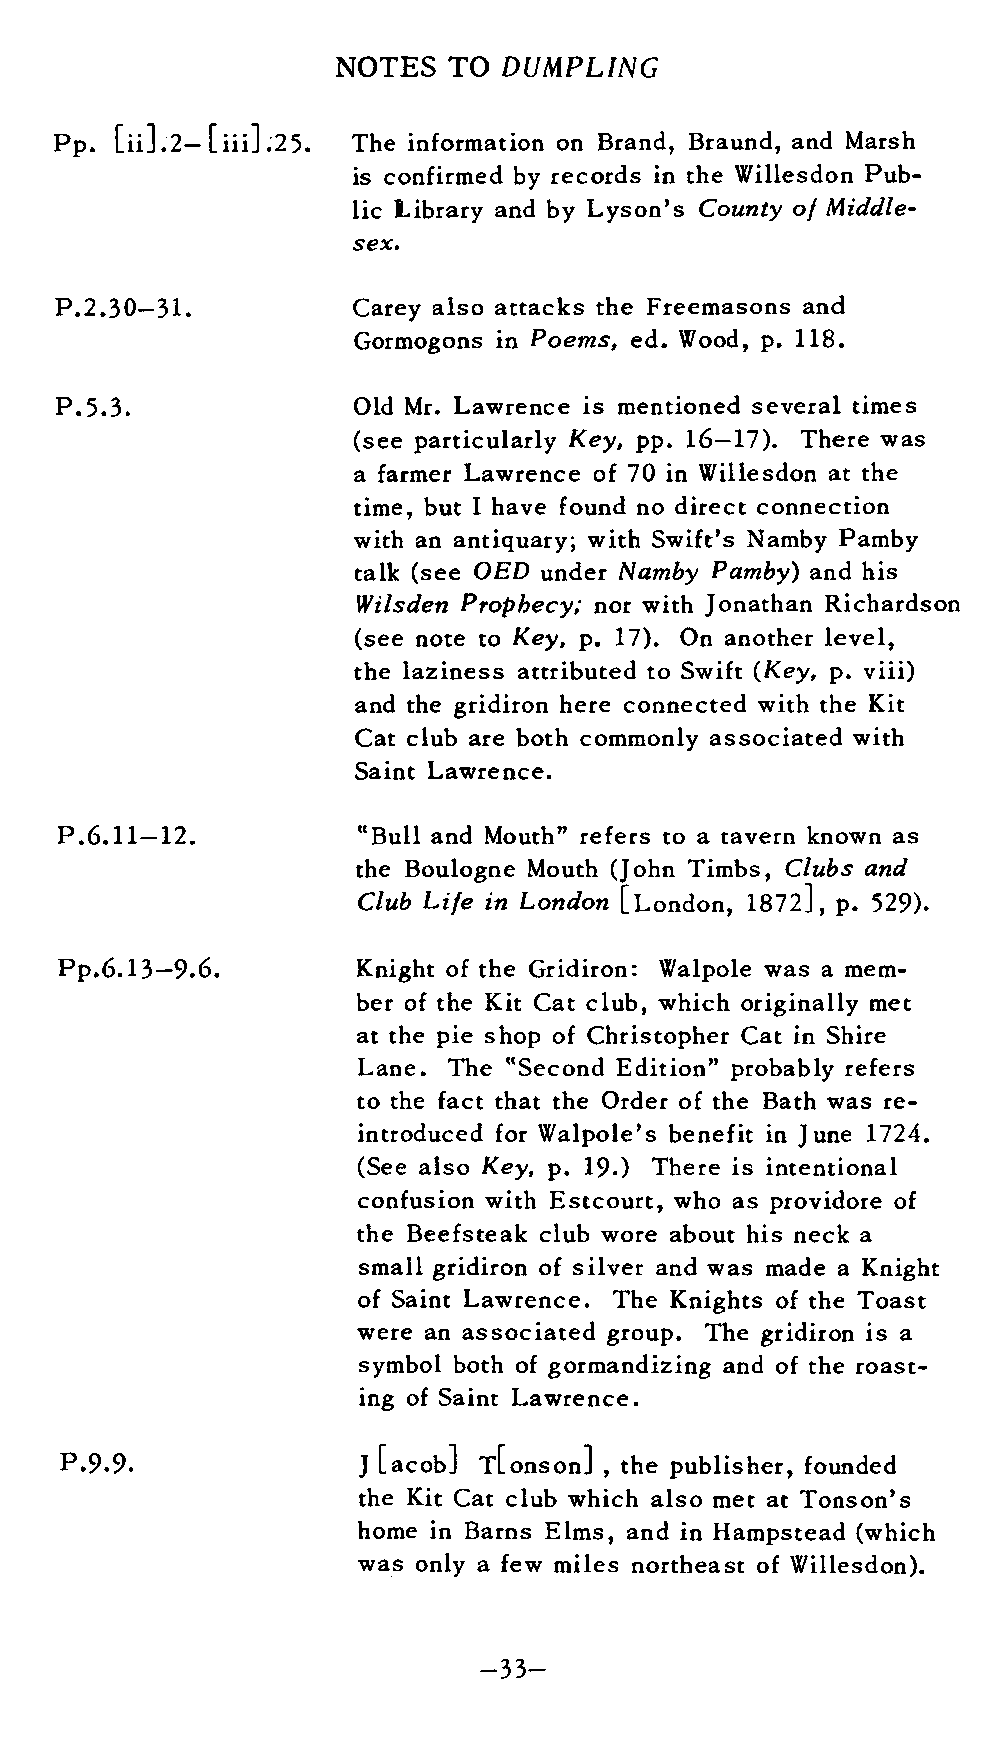 NOTES TO DUMPLING
Pp. [ii].2–[iii].25. The information on Brand, Braund, and Marsh
is confirmed by records in the Willesdon Pub-
lic Library and by Lyson's County of Middle-
sex.
P.2.30–31. Carey also attacks the Freemasons and
Gormogons in Poems, ed. Wood, p. 118.
P.5.3. Old Mr. Lawrence is mentioned several times
(see particularly Key, pp. 16–17). There was
a farmer Lawrence of 70 in Willesdon at the
time, but I have found no direct connection
with an antiquary; with Swift's Namby Pamby
talk (see OED under Namby Pamby) and his
Wilsden Prophecy; nor with Jonathan Richardson
(see note to Key, p. 17). On another level,
the laziness attributed to Swift (Key, p. viii)
and the gridiron here connected with the Kit
Cat club are both commonly associated with
Saint Lawrence.
P.6.11–12. "Bull and Mouth" refers to a tavern known as
the Boulogne Mouth (John Timbs, Clubs and
Club Life in London [London, 1872], p. 529).
Pp.6.13–9.6. Knight of the Gridiron: Walpole was a mem-
ber of the Kit Cat club, which originally met
at the pie shop of Christopher Cat in Shire
Lane. The "Second Edition" probably refers
to the fact that the Order of the Bath was re-
introduced for Walpole's benefit in June 1724.
(See also Key, p. 19.) There is intentional
confusion with Estcourt, who as providore of
the Beefsteak club wore about his neck a
small gridiron of silver and was made a Knight
of Saint Lawrence. The Knights of the Toast
were an associated group. The gridiron is a
symbol both of gormandizing and of the roast-
ing of Saint Lawrence.
P.9.9. J[acob] T[onson], the publisher, founded
the Kit Cat club which also met at Tonson's
home in Barns Elms, and in Hampstead (which
was only a few miles northeast of Willesdon).
–33–